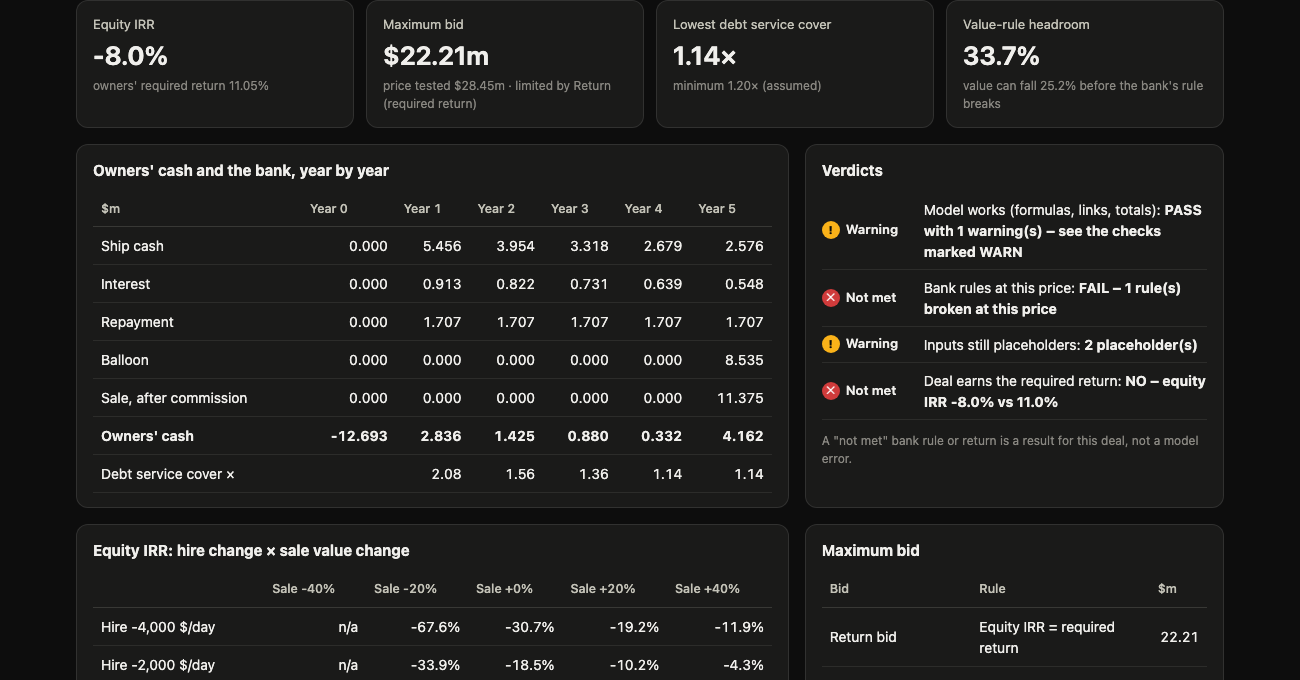 Equity IRR
-8.0%
owners' required return 11.05%
Maximum bid
$22.21m
price tested $28.45m · limited by Return
(required return)
Lowest debt service cover
1.14×
minimum 1.20× (assumed)
Value-rule headroom
33.7%
value can fall 25.2% before the bank's rule
breaks
Owners' cash and the bank, year by year
$m Year 0 Year 1 Year 2 Year 3 Year 4 Year 5
Ship cash 0.000 5.456 3.954 3.318 2.679 2.576
Interest 0.000 0.913 0.822 0.731 0.639 0.548
Repayment 0.000 1.707 1.707 1.707 1.707 1.707
Balloon 0.000 0.000 0.000 0.000 0.000 8.535
Sale, after commission 0.000 0.000 0.000 0.000 0.000 11.375
Owners' cash -12.693 2.836 1.425 0.880 0.332 4.162
Debt service cover × 2.08 1.56 1.36 1.14 1.14
Verdicts
Warning
Model works (formulas, links, totals): PASS
with 1 warning(s) – see the checks
marked WARN
Not met
Bank rules at this price: FAIL – 1 rule(s)
broken at this price
Warning
Inputs still placeholders: 2 placeholder(s)
Not met
Deal earns the required return: NO – equity
IRR -8.0% vs 11.0%
A "not met" bank rule or return is a result for this deal, not a model
error.
Equity IRR: hire change × sale value change
Sale -40% Sale -20% Sale +0% Sale +20% Sale +40%
Hire -4,000 $/day n/a -67.6% -30.7% -19.2% -11.9%
Hire -2,000 $/day n/a -33.9% -18.5% -10.2% -4.3%
Maximum bid
Bid Rule $m
Return bid
Equity IRR = required
return
22.21